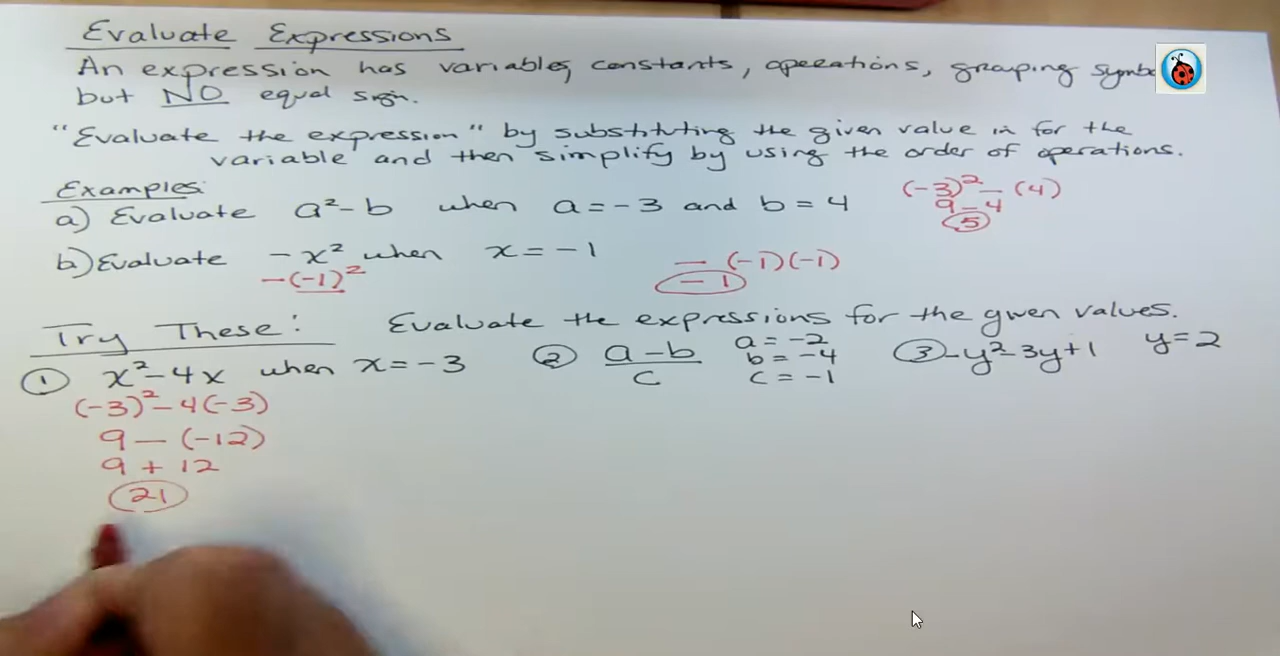 Evaluate Expressions
An expression has variables, constants, operations, grouping symb
but NO equal sign.
"Evaluate the expression" by substituting the given value in for the
variable and then simplify by using the order of operations.
Examples:
a) Evaluate a²-b when a=-3 and b=4
(-3)²-(4)
9-4
5
b) Evaluate -x² when x=-1
-(-1)²
-(-1)(-1)
-1
Try These: Evaluate the expressions for the given values.
① x²-4x when x=-3
(-3)²-4(-3)
9-(-12)
9+12
21
② a-b
c
a=-2
b=-4
c=-1
③ -y²-3y+1 y=2